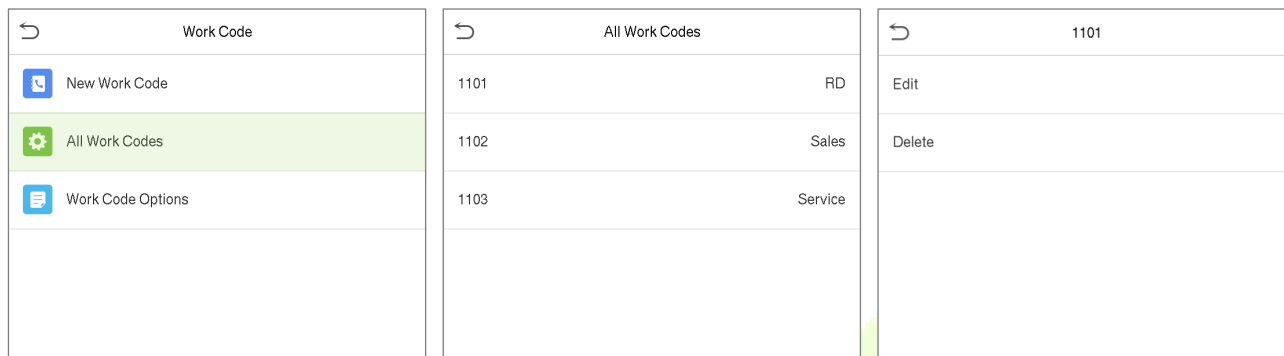 Work Code
New Work Code
All Work Codes
Work Code Options
All Work Codes
1101 RD
1102 Sales
1103 Service
1101
Edit
Delete